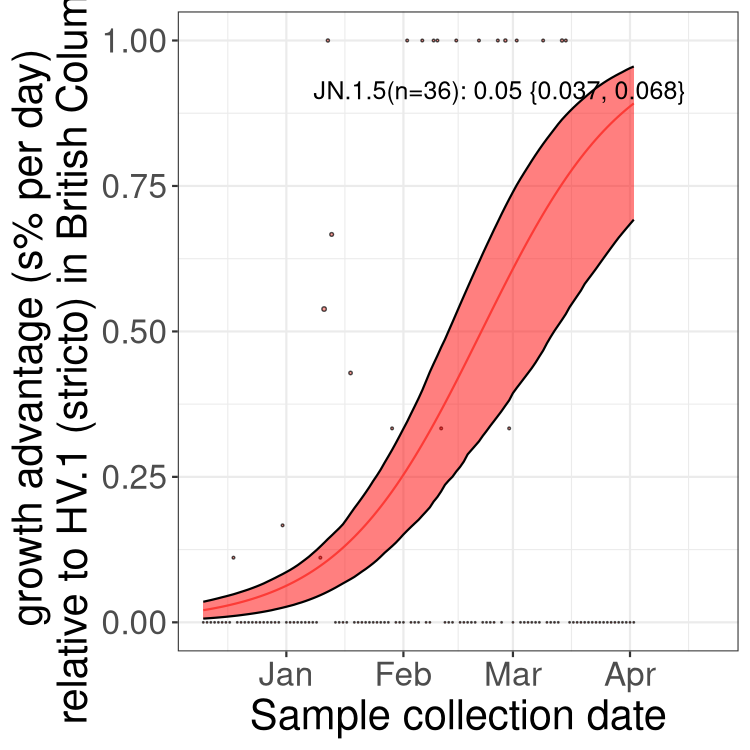 growth advantage (s% per day)
relative to HV.1 (stricto) in British Colum
1.00
0.75
0.50
0.25
0.00
JN.1.5(n=36): 0.05 {0.037, 0.068}
Jan Feb Mar Apr
Sample collection date